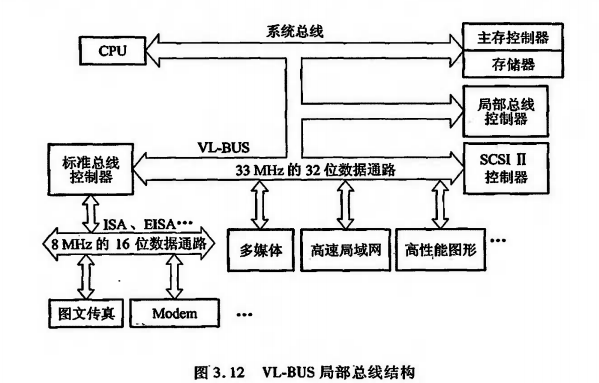 系统总线
CPU
主存控制器
存储器
局部总线
控制器
标准总线
控制器
VL-BUS
33 MHz 的 32 位数据通路
SCSI Ⅱ
控制器
ISA、EISA…
8 MHz 的 16 位数据通路
多媒体
高速局域网
高性能图形
…
图文传真
Modem
…
图 3.12 VL-BUS 局部总线结构